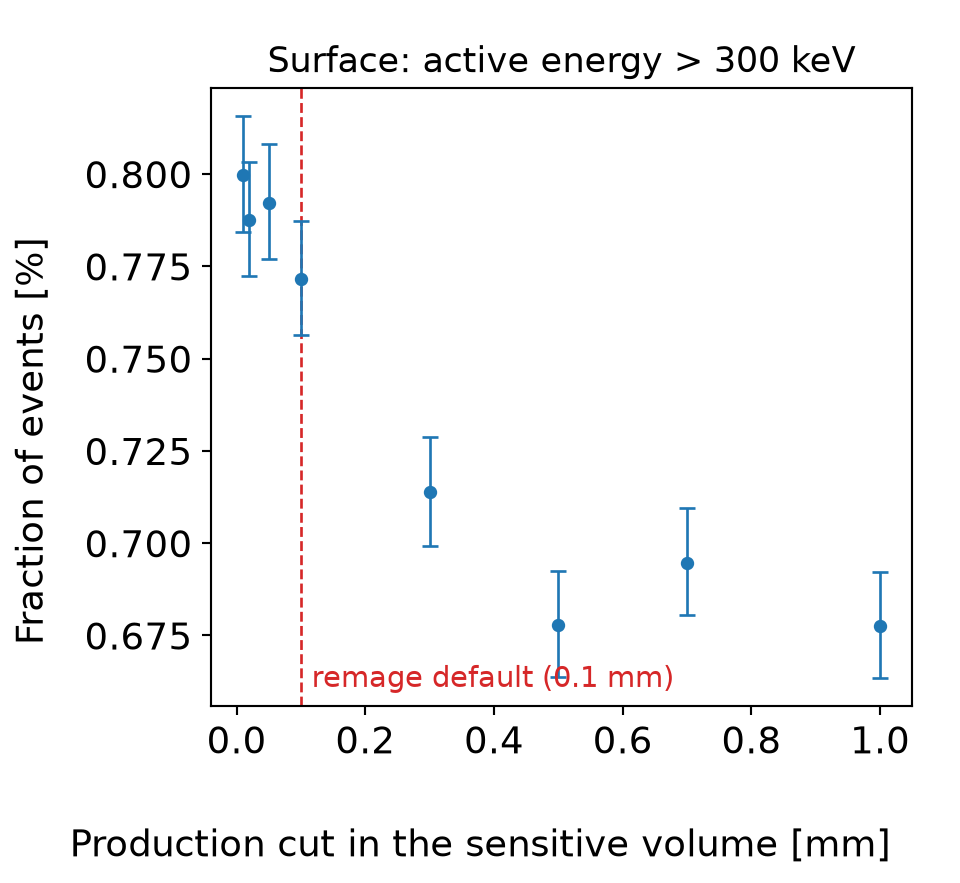 Surface: active energy > 300 keV
Fraction of events [%]
0.800
0.775
0.750
0.725
0.700
0.675
remage default (0.1 mm)
0.0 0.2 0.4 0.6 0.8 1.0
Production cut in the sensitive volume [mm]